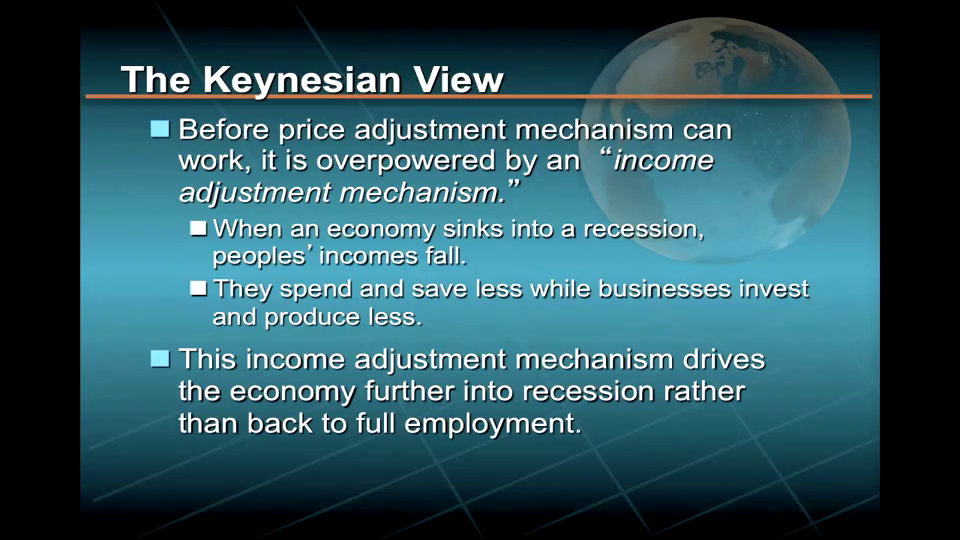 The Keynesian View
Before price adjustment mechanism can
work, it is overpowered by an “income
adjustment mechanism.”
When an economy sinks into a recession,
peoples’ incomes fall.
They spend and save less while businesses invest
and produce less.
This income adjustment mechanism drives
the economy further into recession rather
than back to full employment.